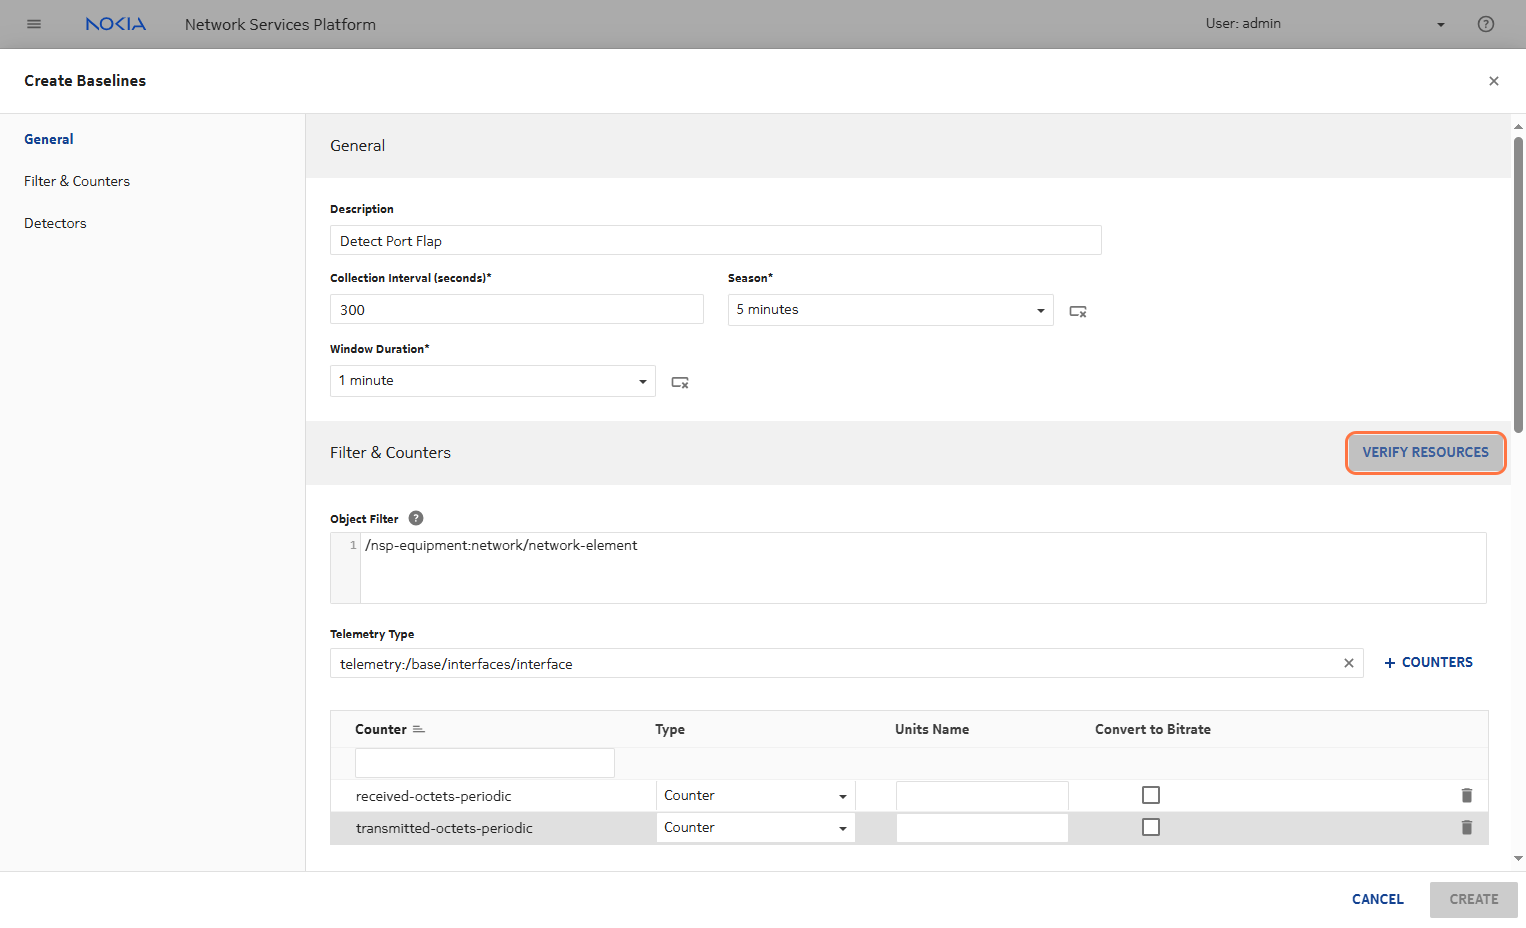 NOKIA Network Services Platform User: admin
Create Baselines
General
Filter & Counters
Detectors
General
Description
Detect Port Flap
Collection Interval (seconds)* Season*
300 5 minutes
Window Duration*
1 minute
Filter & Counters VERIFY RESOURCES
Object Filter ?
1 /nsp-equipment:network/network-element
Telemetry Type
telemetry:/base/interfaces/interface + COUNTERS
Counter Type Units Name Convert to Bitrate
received-octets-periodic Counter
transmitted-octets-periodic Counter
CANCEL CREATE